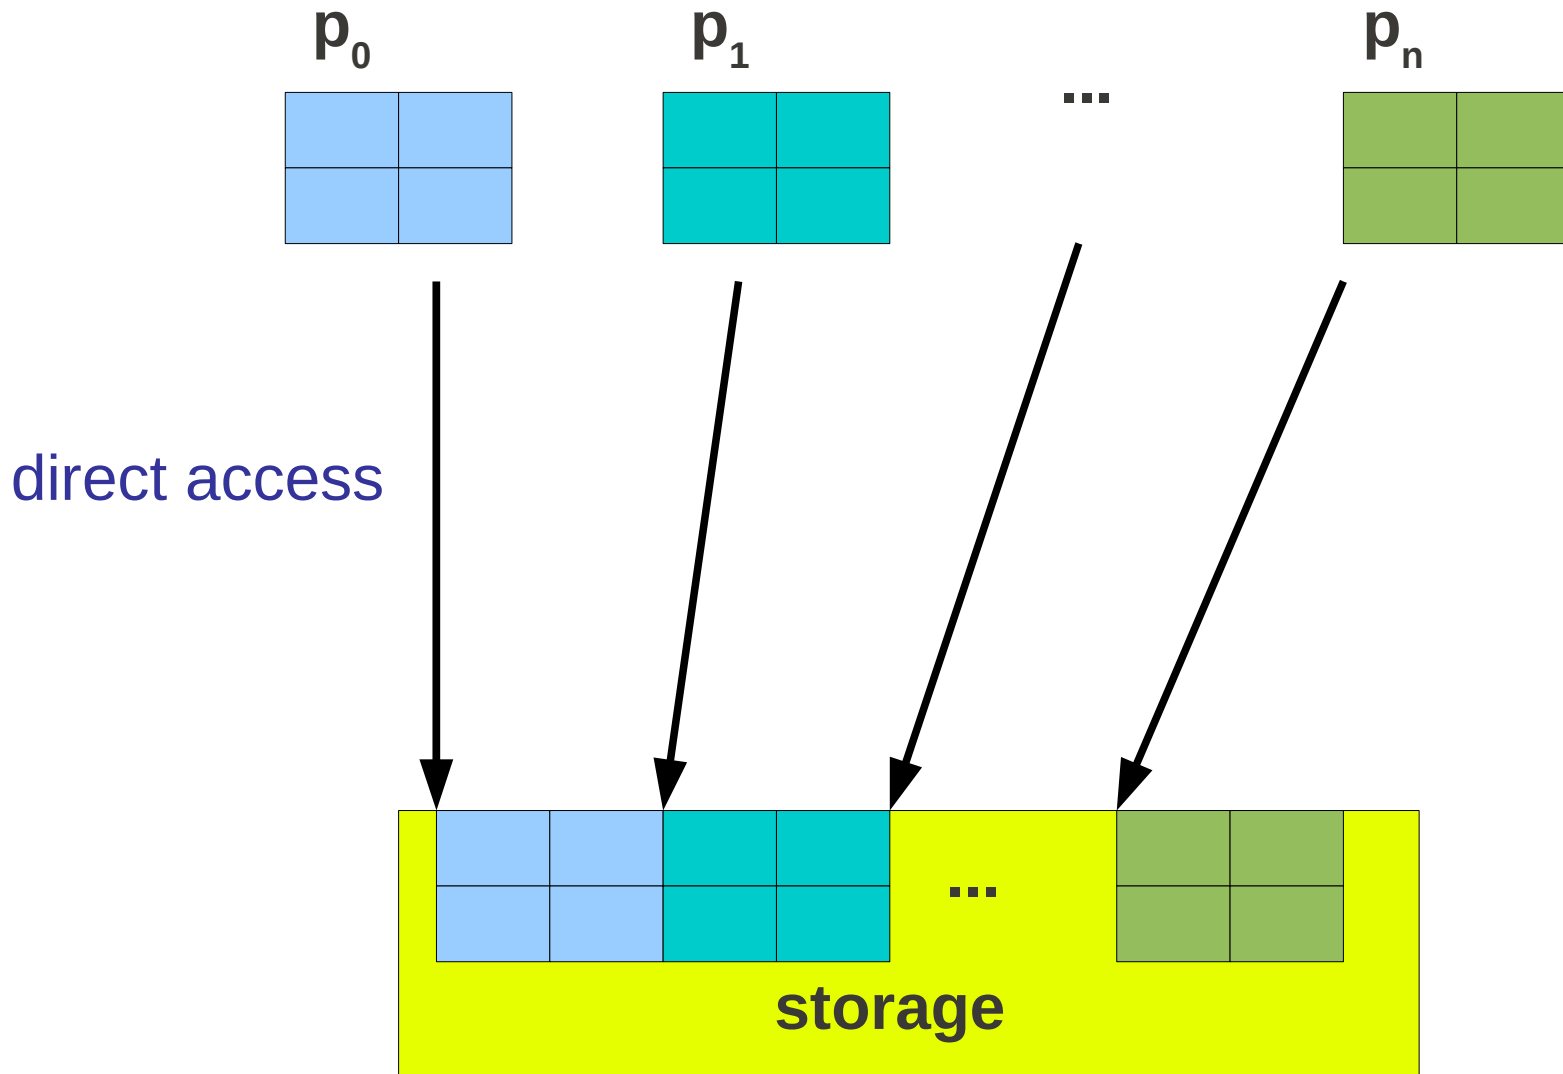 p₀ p₁ pₙ
...
direct access
...
storage